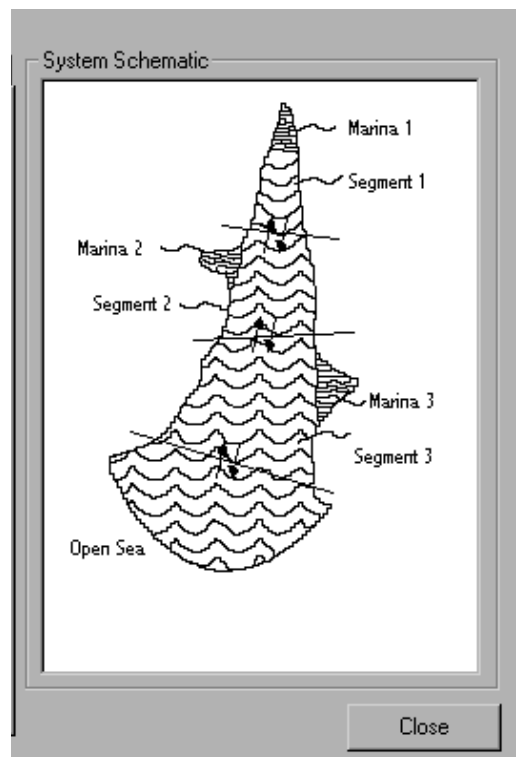 System Schematic
Marina 1
Segment 1
Marina 2
Segment 2
Marina 3
Segment 3
Open Sea
Close